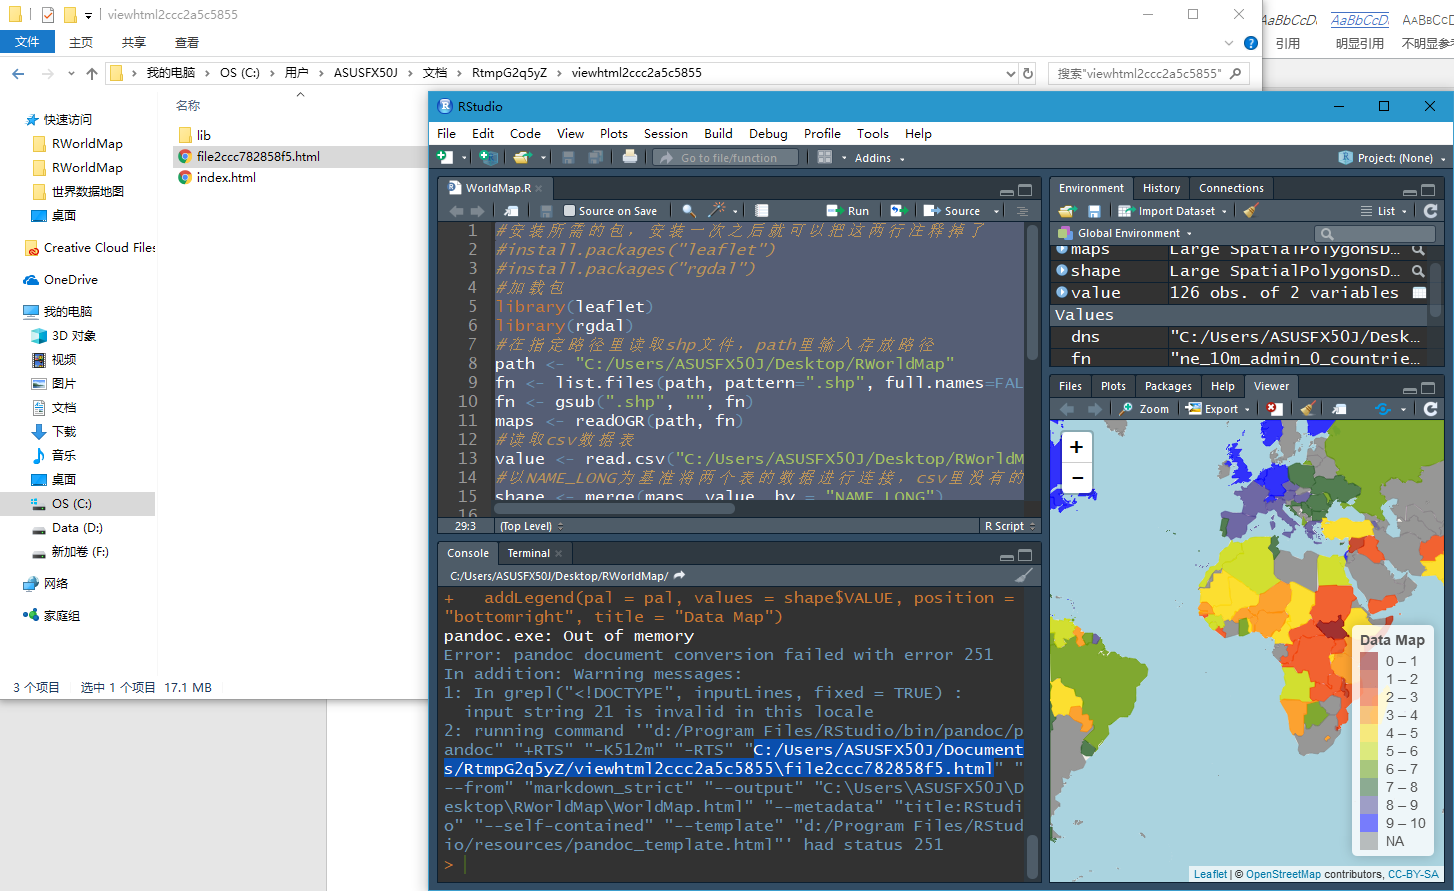 viewhtml2ccc2a5c5855
文件 主页 共享 查看
我的电脑 OS (C:) 用户 ASUSFX50J 文档 RtmpG2q5yZ viewhtml2ccc2a5c5855
搜索"viewhtml2ccc2a5c5855"
名称
快速访问
RWorldMap
RWorldMap
世界数据地图
桌面
Creative Cloud Files
OneDrive
我的电脑
3D 对象
视频
图片
文档
下载
音乐
桌面
OS (C:)
Data (D:)
新加卷 (F:)
网络
家庭组
lib
file2ccc782858f5.html
index.html
3 个项目 选中 1 个项目 17.1 MB
AaBbCcDı AaBbCcDı AABBCCD
引用 明显引用 不明显参考
RStudio
File Edit Code View Plots Session Build Debug Profile Tools Help
Go to file/function Addins
Project: (None)
WorldMap.R
Source on Save Run Source
1 #安装所需的包，安装一次之后就可以把这两行注释掉了
2 #install.packages("leaflet")
3 #install.packages("rgdal")
4 #加载包
5 library(leaflet)
6 library(rgdal)
7 #在指定路径里读取shp文件，path里输入存放路径
8 path <- "C:/Users/ASUSFX50J/Desktop/RWorldMap"
9 fn <- list.files(path, pattern=".shp", full.names=FAL
10 fn <- gsub(".shp", "", fn)
11 maps <- readOGR(path, fn)
12 #读取csv数据表
13 value <- read.csv("C:/Users/ASUSFX50J/Desktop/RWorldM
14 #以NAME_LONG为基准将两个表的数据进行连接，csv里没有的
15 shape <- merge(maps, value, by = "NAME_LONG")
16
29:3 (Top Level) R Script
Console Terminal
C:/Users/ASUSFX50J/Desktop/RWorldMap/
+ addLegend(pal = pal, values = shape$VALUE, position =
"bottomright", title = "Data Map")
pandoc.exe: Out of memory
Error: pandoc document conversion failed with error 251
In addition: Warning messages:
1: In grepl("<!DOCTYPE", inputLines, fixed = TRUE) :
input string 21 is invalid in this locale
2: running command '"d:/Program Files/RStudio/bin/pandoc/p
andoc" "+RTS" "-K512m" "-RTS" "C:/Users/ASUSFX50J/Document
s/RtmpG2q5yZ/viewhtml2ccc2a5c5855\file2ccc782858f5.html" "
--from" "markdown_strict" "--output" "C:\Users\ASUSFX50J\D
esktop\RWorldMap\WorldMap.html" "--metadata" "title:RStudi
o" "--self-contained" "--template" "d:/Program Files/RStud
io/resources/pandoc_template.html"' had status 251
>
Environment History Connections
Import Dataset List
Global Environment
maps Large SpatialPolygonsD…
shape Large SpatialPolygonsD…
value 126 obs. of 2 variables
Values
dns "C:/Users/ASUSFX50J/Desk…
fn "ne_10m_admin_0_countrie…
Files Plots Packages Help Viewer
Zoom Export
+
−
Data Map
0 – 1
1 – 2
2 – 3
3 – 4
4 – 5
5 – 6
6 – 7
7 – 8
8 – 9
9 – 10
NA
Leaflet | © OpenStreetMap contributors, CC-BY-SA